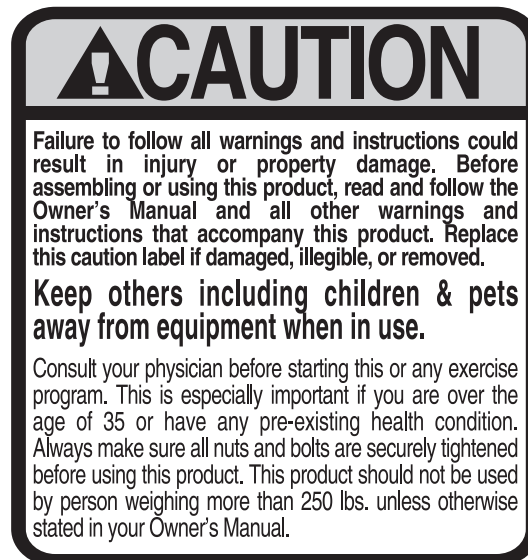 CAUTION
Failure to follow all warnings and instructions could
result in injury or property damage. Before
assembling or using this product, read and follow the
Owner's Manual and all other warnings and
instructions that accompany this product. Replace
this caution label if damaged, illegible, or removed.
Keep others including children & pets
away from equipment when in use.
Consult your physician before starting this or any exercise
program. This is especially important if you are over the
age of 35 or have any pre-existing health condition.
Always make sure all nuts and bolts are securely tightened
before using this product. This product should not be used
by person weighing more than 250 lbs. unless otherwise
stated in your Owner's Manual.